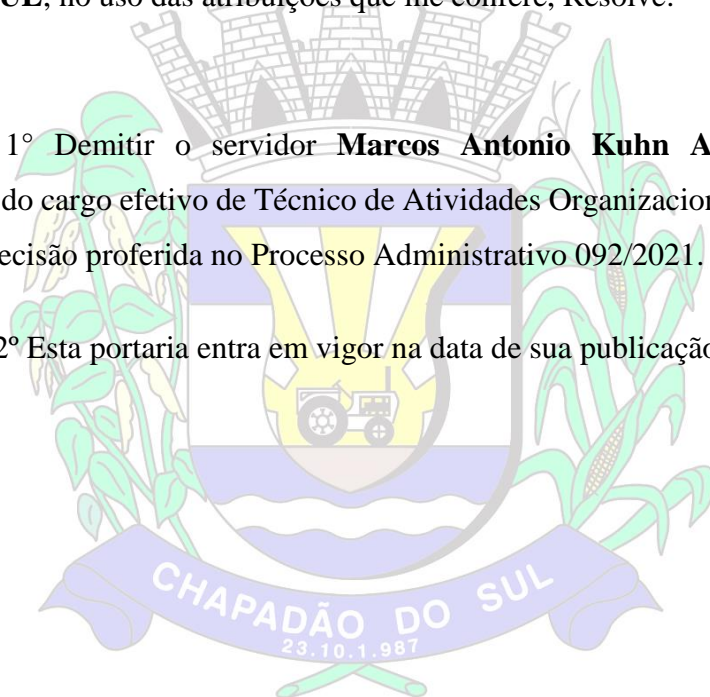 UL, no uso das atribuições que me confere, Resolve:
1° Demitir o servidor Marcos Antonio Kuhn A
do cargo efetivo de Técnico de Atividades Organizacion
ecisão proferida no Processo Administrativo 092/2021.
2º Esta portaria entra em vigor na data de sua publicação
CHAPADÃO DO SUL
23.10.1.987